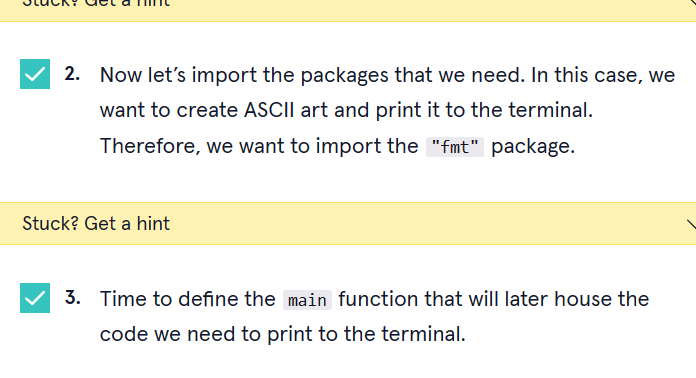 Stuck? Get a hint
2. Now let’s import the packages that we need. In this case, we
want to create ASCII art and print it to the terminal.
Therefore, we want to import the "fmt" package.
Stuck? Get a hint
3. Time to define the main function that will later house the
code we need to print to the terminal.